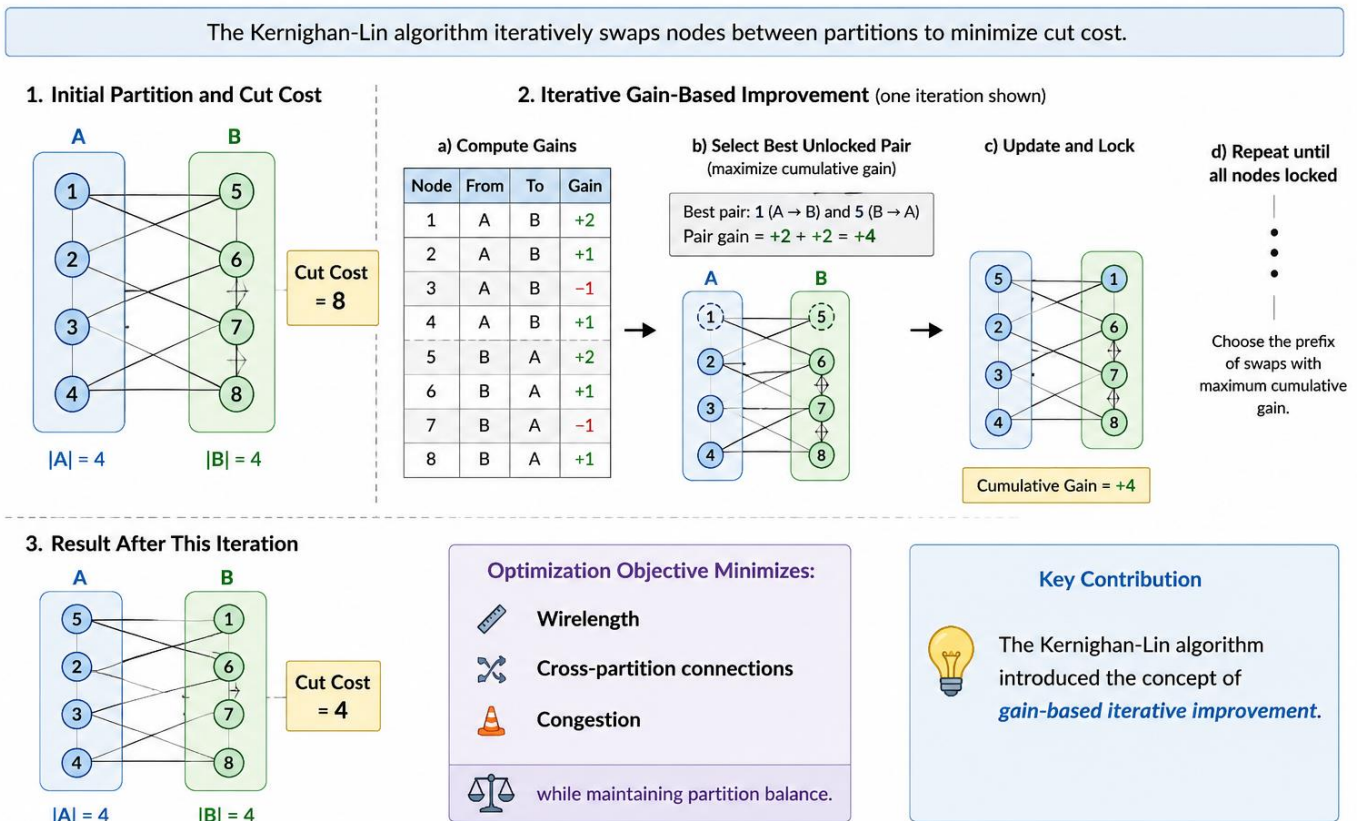 The Kernighan-Lin algorithm iteratively swaps nodes between partitions to minimize cut cost.
1. Initial Partition and Cut Cost
A B
1 5
2 6
3 7
4 8
Cut Cost
= 8
|A| = 4 |B| = 4
2. Iterative Gain-Based Improvement (one iteration shown)
a) Compute Gains
Node From To Gain
1 A B +2
2 A B +1
3 A B −1
4 A B +1
5 B A +2
6 B A +1
7 B A −1
8 B A +1
b) Select Best Unlocked Pair
(maximize cumulative gain)
Best pair: 1 (A → B) and 5 (B → A)
Pair gain = +2 + +2 = +4
A B
1 5
2 6
3 7
4 8
c) Update and Lock
5 1
2 6
3 7
4 8
Cumulative Gain = +4
d) Repeat until
all nodes locked
Choose the prefix
of swaps with
maximum cumulative
gain.
3. Result After This Iteration
A B
5 1
2 6
3 7
4 8
Cut Cost
= 4
|A| = 4 |B| = 4
Optimization Objective Minimizes:
Wirelength
Cross-partition connections
Congestion
while maintaining partition balance.
Key Contribution
The Kernighan-Lin algorithm
introduced the concept of
gain-based iterative improvement.